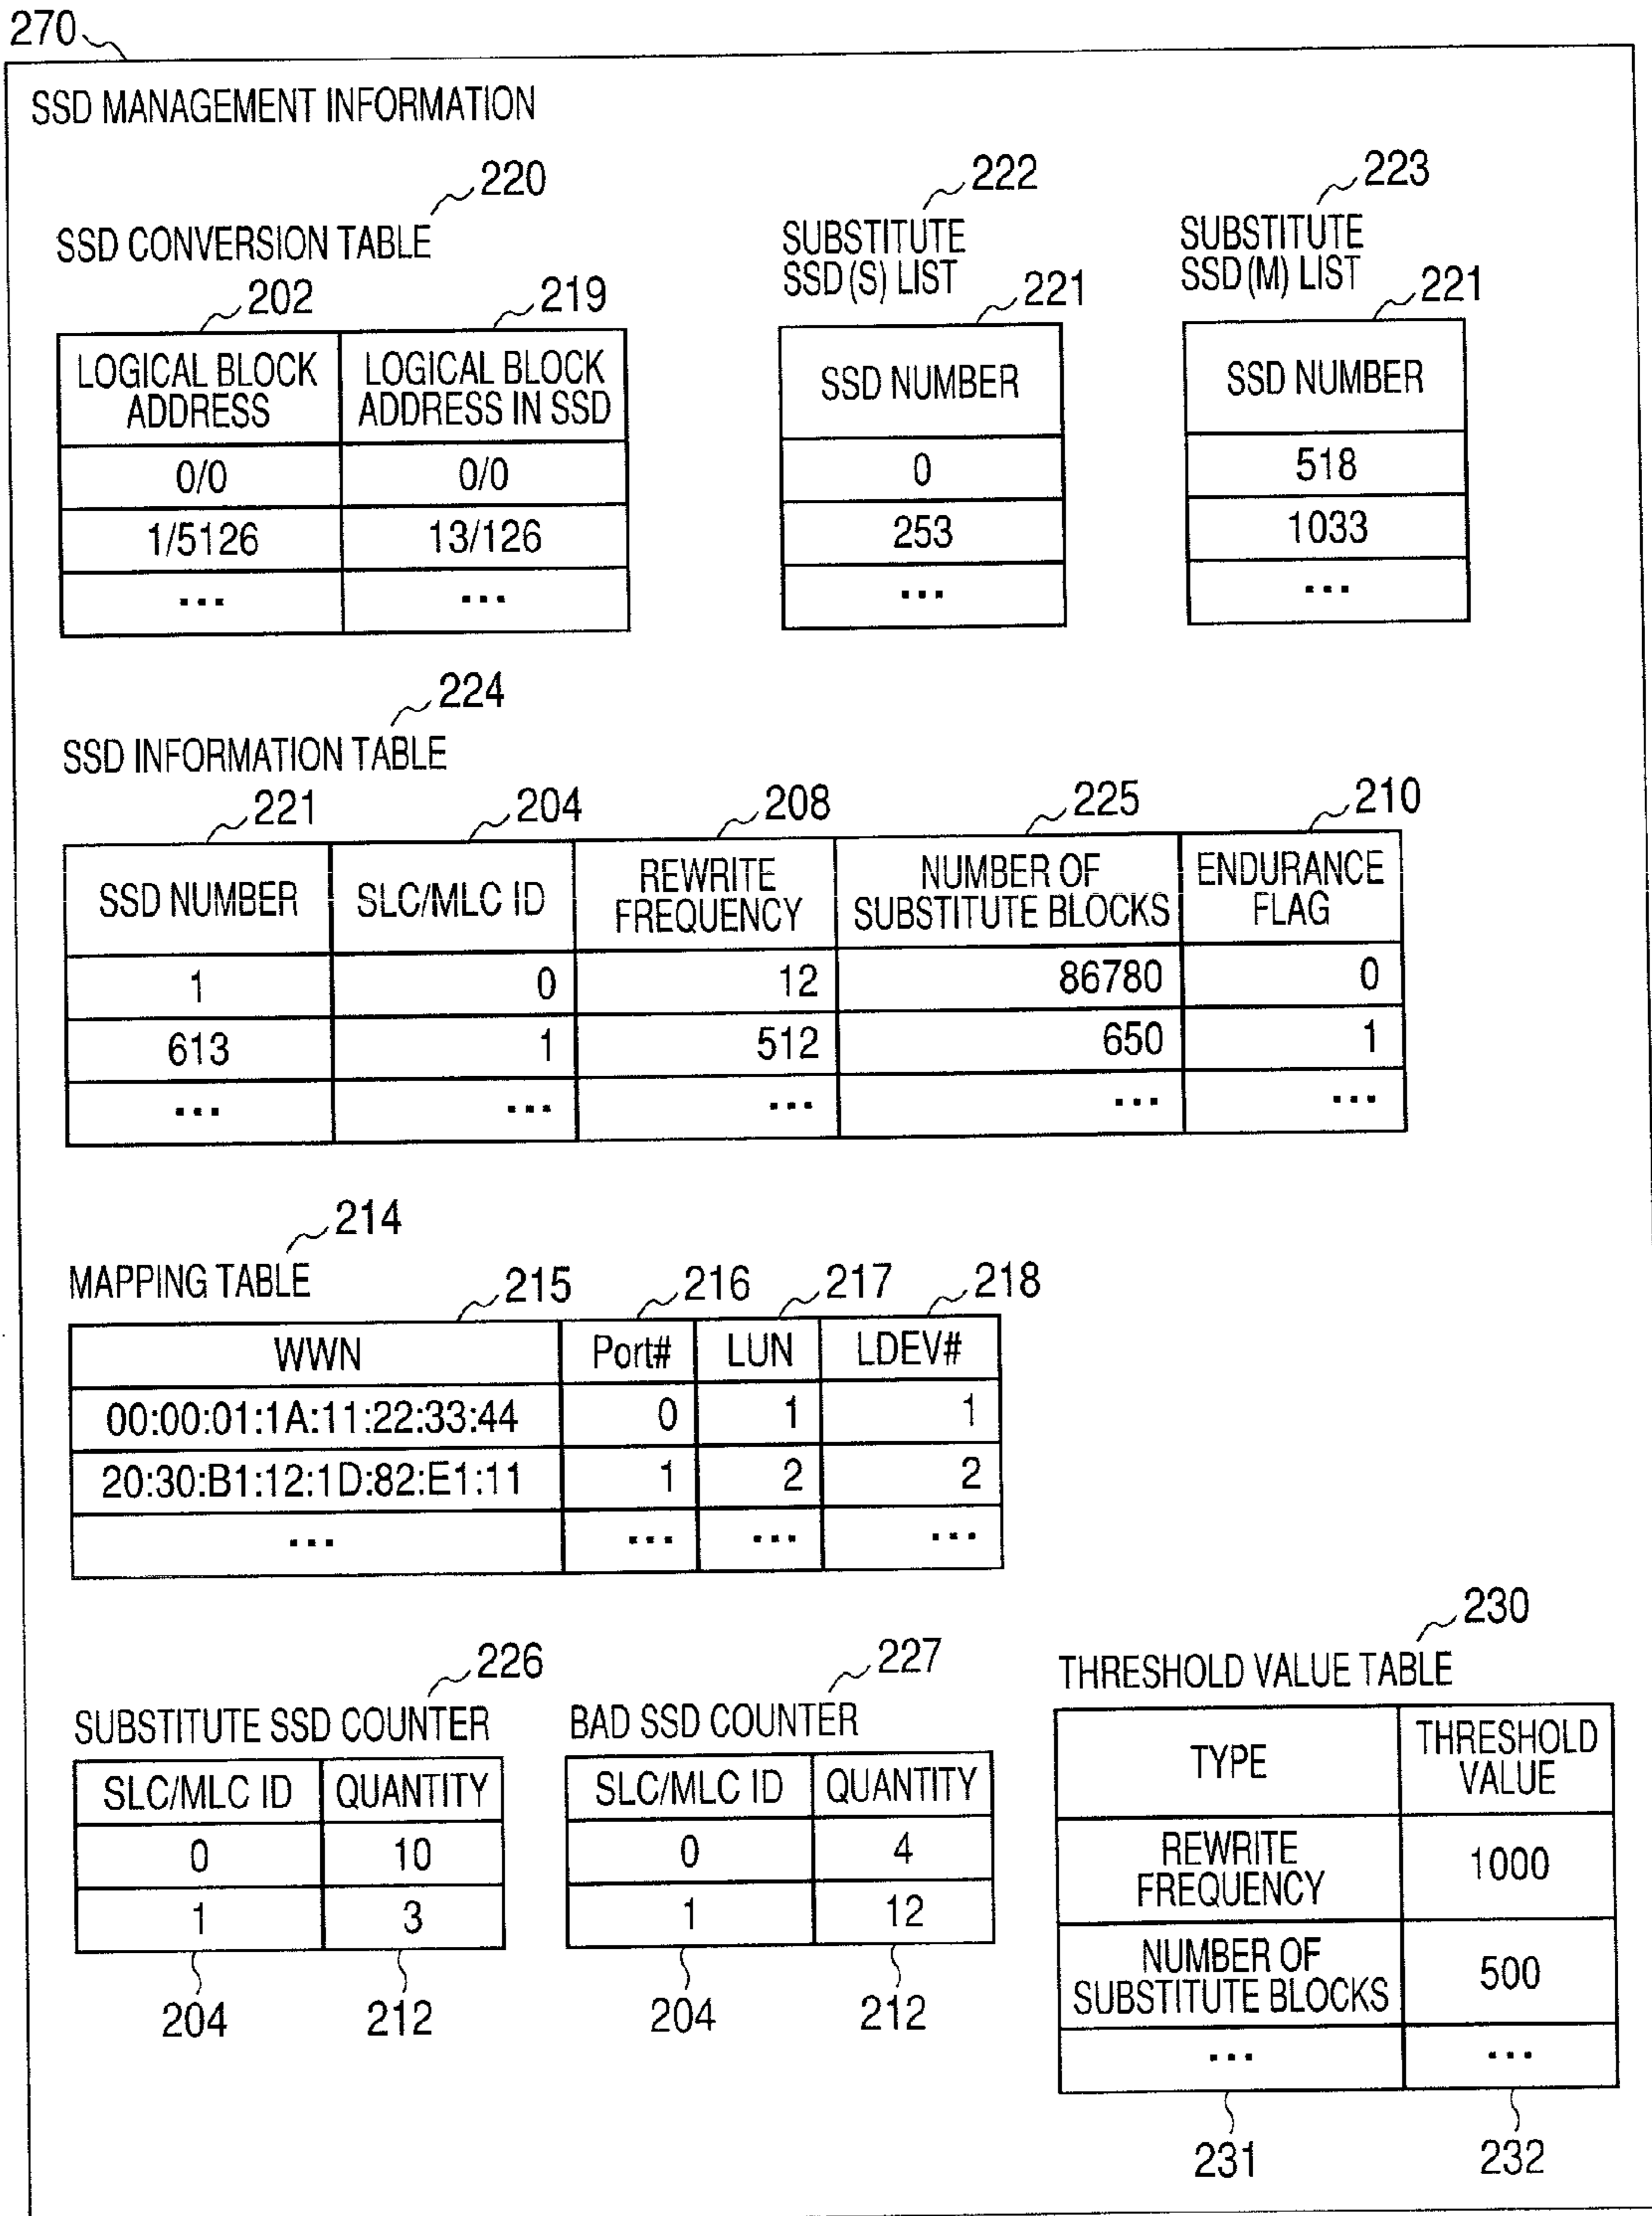 270
SSD MANAGEMENT INFORMATION
220
SSD CONVERSION TABLE
202 219
LOGICAL BLOCK ADDRESS LOGICAL BLOCK ADDRESS IN SSD
0/0 0/0
1/5126 13/126
... ...
222
SUBSTITUTE
SSD(S) LIST
221
SSD NUMBER
0
253
...
223
SUBSTITUTE
SSD(M) LIST
221
SSD NUMBER
518
1033
...
224
SSD INFORMATION TABLE
221 204 208 225 210
SSD NUMBER SLC/MLC ID REWRITE FREQUENCY NUMBER OF SUBSTITUTE BLOCKS ENDURANCE FLAG
1 0 12 86780 0
613 1 512 650 1
... ... ... ... ...
214
MAPPING TABLE
215 216 217 218
WWN Port# LUN LDEV#
00:00:01:1A:11:22:33:44 0 1 1
20:30:B1:12:1D:82:E1:11 1 2 2
... ... ... ...
226
SUBSTITUTE SSD COUNTER
SLC/MLC ID QUANTITY
0 10
1 3
204 212
227
BAD SSD COUNTER
SLC/MLC ID QUANTITY
0 4
1 12
204 212
230
THRESHOLD VALUE TABLE
TYPE THRESHOLD VALUE
REWRITE FREQUENCY 1000
NUMBER OF SUBSTITUTE BLOCKS 500
... ...
231 232